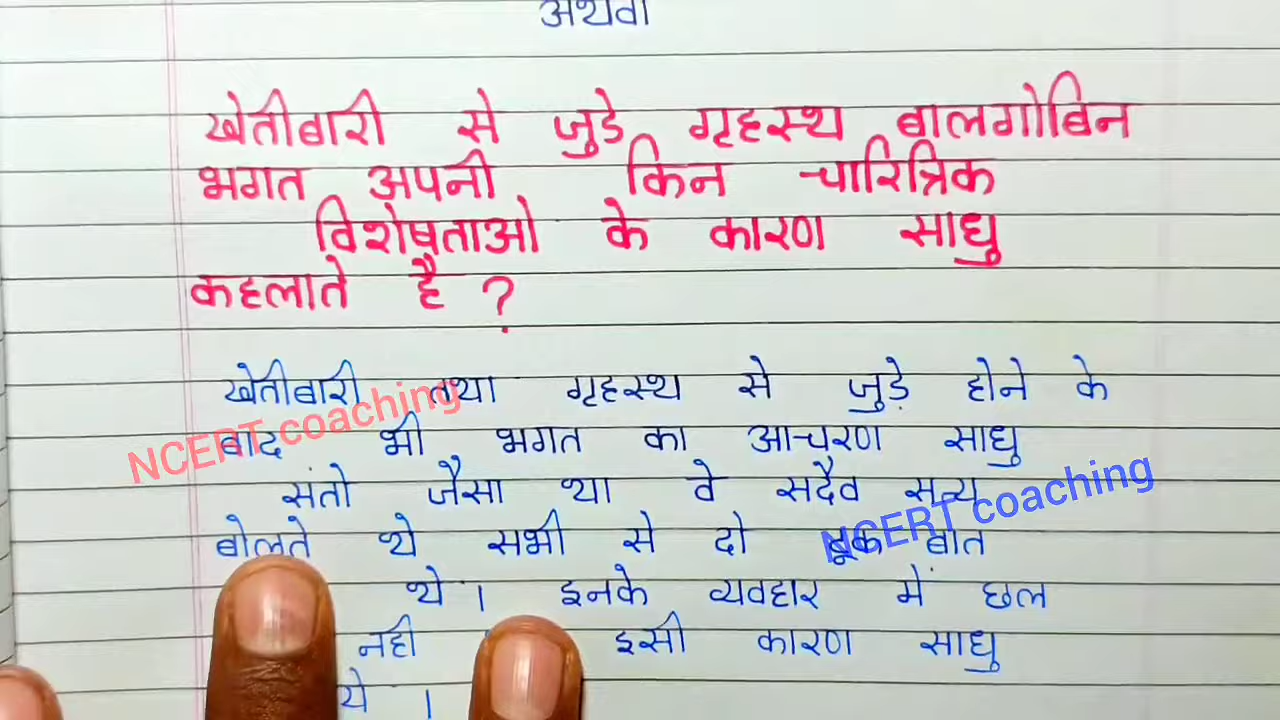 अथवा
खेतीबारी से जुडे गृहस्थ बालगोबिन
भगत अपनी किन चारित्रिक
विशेषताओ के कारण साधु
कहलाते है ?
खेतीबारी तथा गृहस्थ से जुड़े होने के
बाद भी भगत का आचरण साधु
संतो जैसा था वे सदैव सत्य
बोलते थे सभी से दो टूक बात
थे । इनके व्यवहार में छल
नही इसी कारण साधु
थे ।
NCERT coaching
NCERT coaching